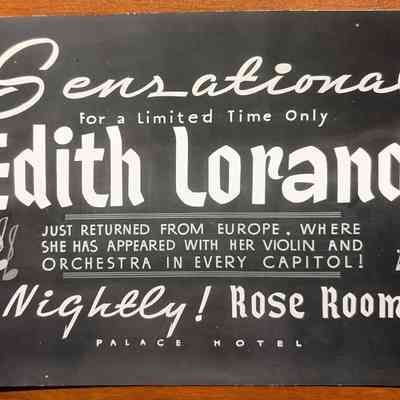 Sensationa
For a Limited Time Only
Edith Lorand
JUST RETURNED FROM EUROPE, WHERE
SHE HAS APPEARED WITH HER VIOLIN AND
ORCHESTRA IN EVERY CAPITOL!
Nightly! Rose Room
PALACE HOTEL